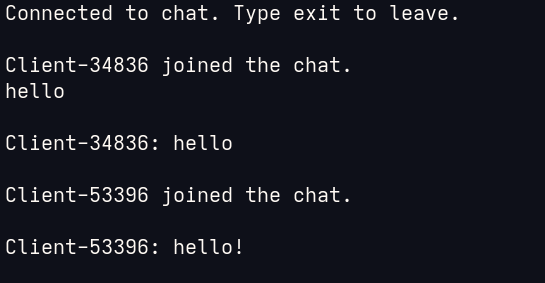 Connected to chat. Type exit to leave.
Client-34836 joined the chat.
hello
Client-34836: hello
Client-53396 joined the chat.
Client-53396: hello!